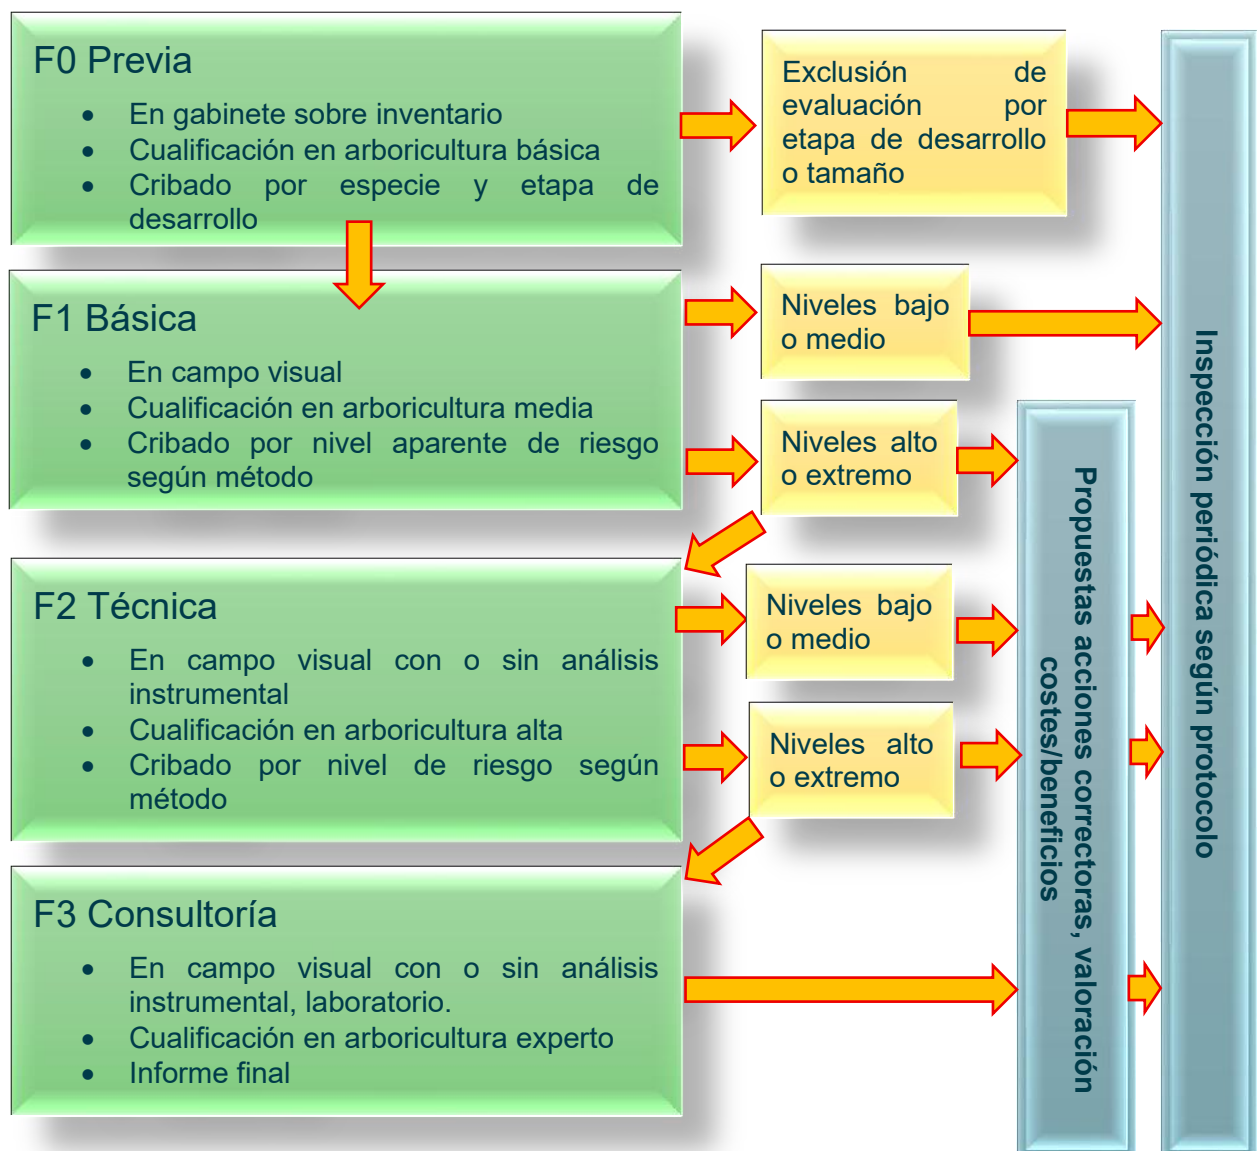 F0 Previa
• En gabinete sobre inventario
• Cualificación en arboricultura básica
• Cribado por especie y etapa de
desarrollo
Exclusión de
evaluación por
etapa de desarrollo
o tamaño
F1 Básica
• En campo visual
• Cualificación en arboricultura media
• Cribado por nivel aparente de riesgo
según método
Niveles bajo
o medio
Niveles alto
o extremo
F2 Técnica
• En campo visual con o sin análisis
instrumental
• Cualificación en arboricultura alta
• Cribado por nivel de riesgo según
método
Niveles bajo
o medio
Niveles alto
o extremo
F3 Consultoría
• En campo visual con o sin análisis
instrumental, laboratorio.
• Cualificación en arboricultura experto
• Informe final
Propuestas acciones correctoras, valoración
costes/beneficios
Inspección periódica según protocolo